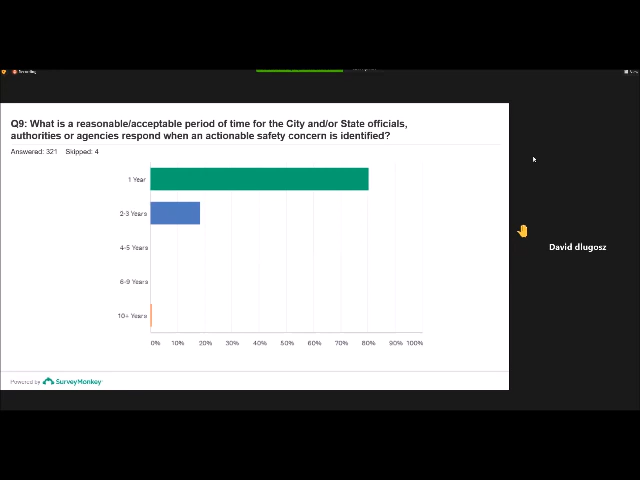 Recording
View
Q9: What is a reasonable/acceptable period of time for the City and/or State officials,
authorities or agencies respond when an actionable safety concern is identified?
Answered: 321 Skipped: 4
1 Year
2-3 Years
4-5 Years
6-9 Years
10+ Years
0% 10% 20% 30% 40% 50% 60% 70% 80% 90% 100%
David dlugosz
Powered by SurveyMonkey